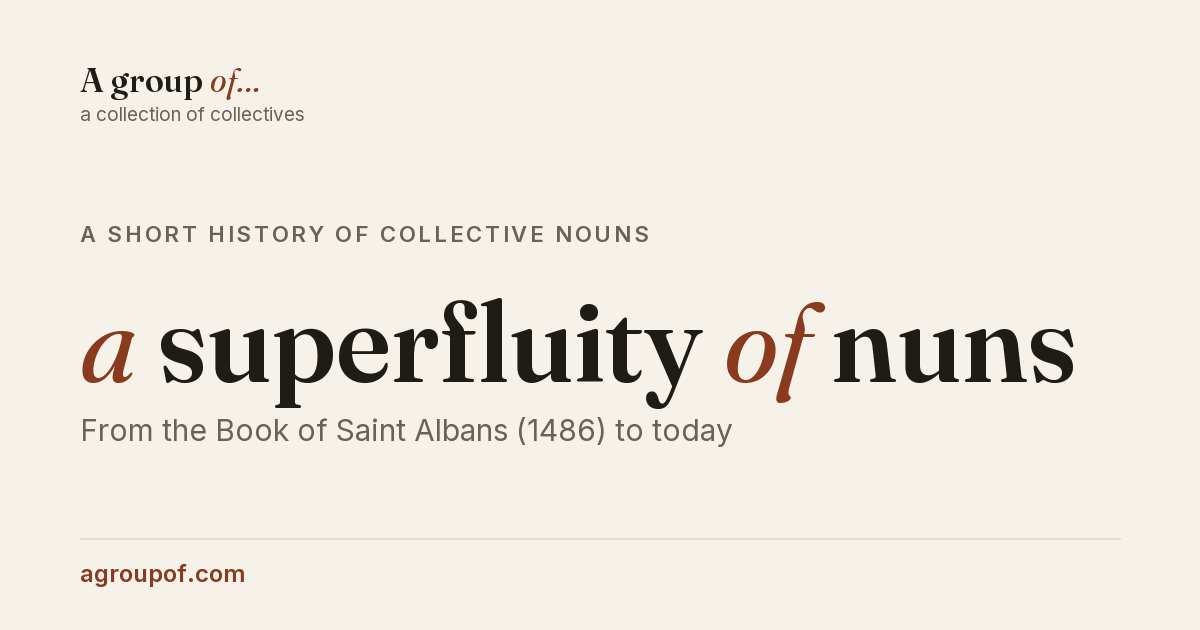 A group of...
a collection of collectives
A SHORT HISTORY OF COLLECTIVE NOUNS
a superfluity of nuns
From the Book of Saint Albans (1486) to today
agroupof.com